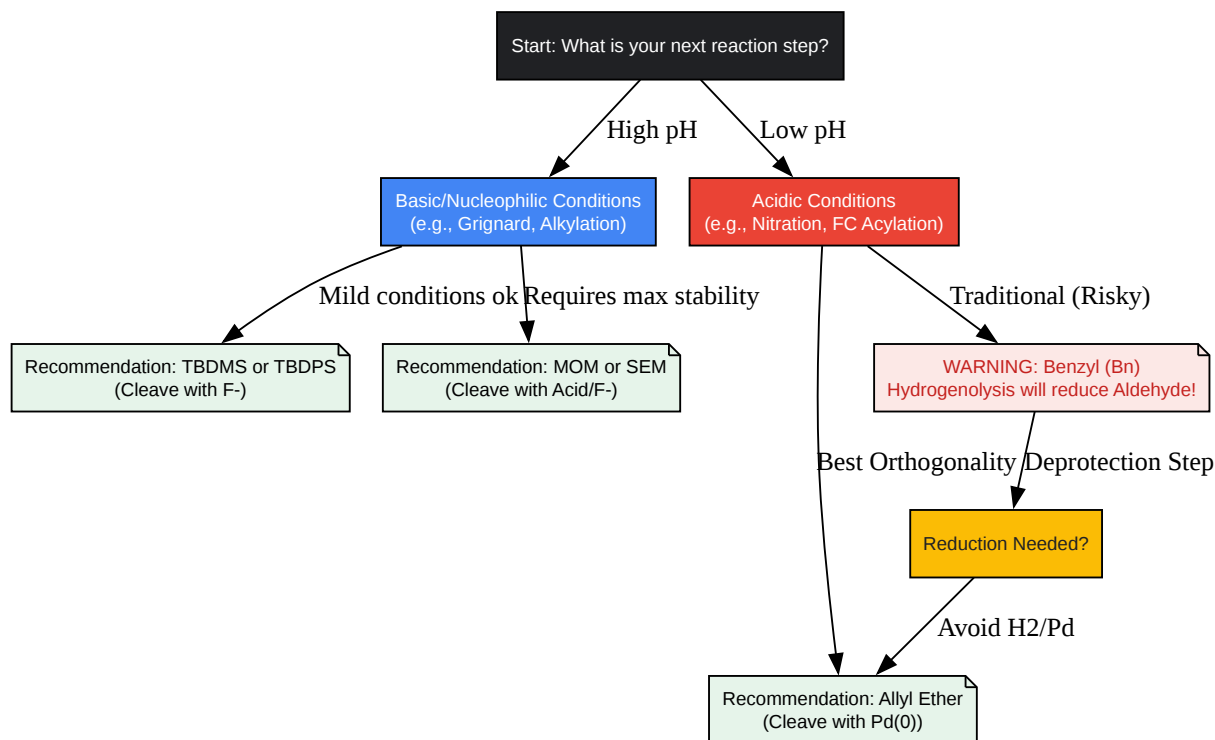 Start: What is your next reaction step?
High pH
Low pH
Basic/Nucleophilic Conditions
(e.g., Grignard, Alkylation)
Acidic Conditions
(e.g., Nitration, FC Acylation)
Mild conditions ok
Requires max stability
Traditional (Risky)
Recommendation: TBDMS or TBDPS
(Cleave with F-)
Recommendation: MOM or SEM
(Cleave with Acid/F-)
WARNING: Benzyl (Bn)
Hydrogenolysis will reduce Aldehyde!
Best Orthogonality
Deprotection Step
Reduction Needed?
Avoid H2/Pd
Recommendation: Allyl Ether
(Cleave with Pd(0))